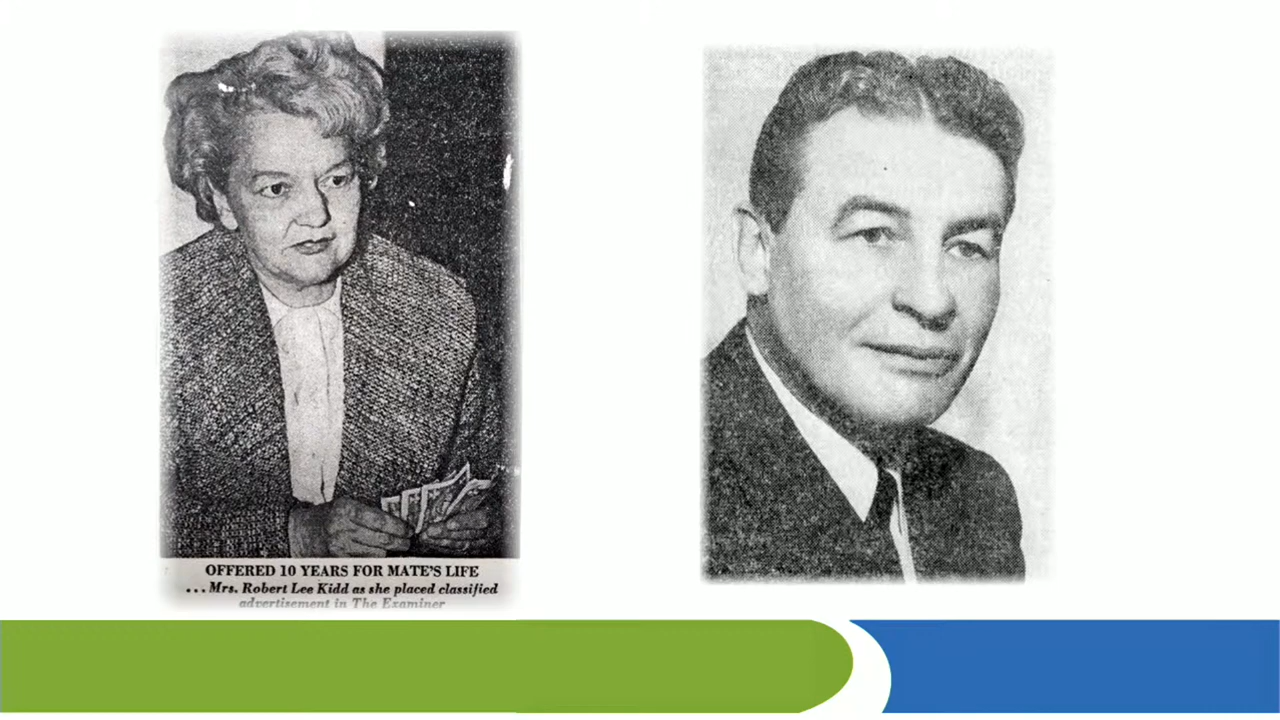 OFFERED 10 YEARS FOR MATE'S LIFE
...Mrs. Robert Lee Kidd as she placed classified
advertisement in The Examiner